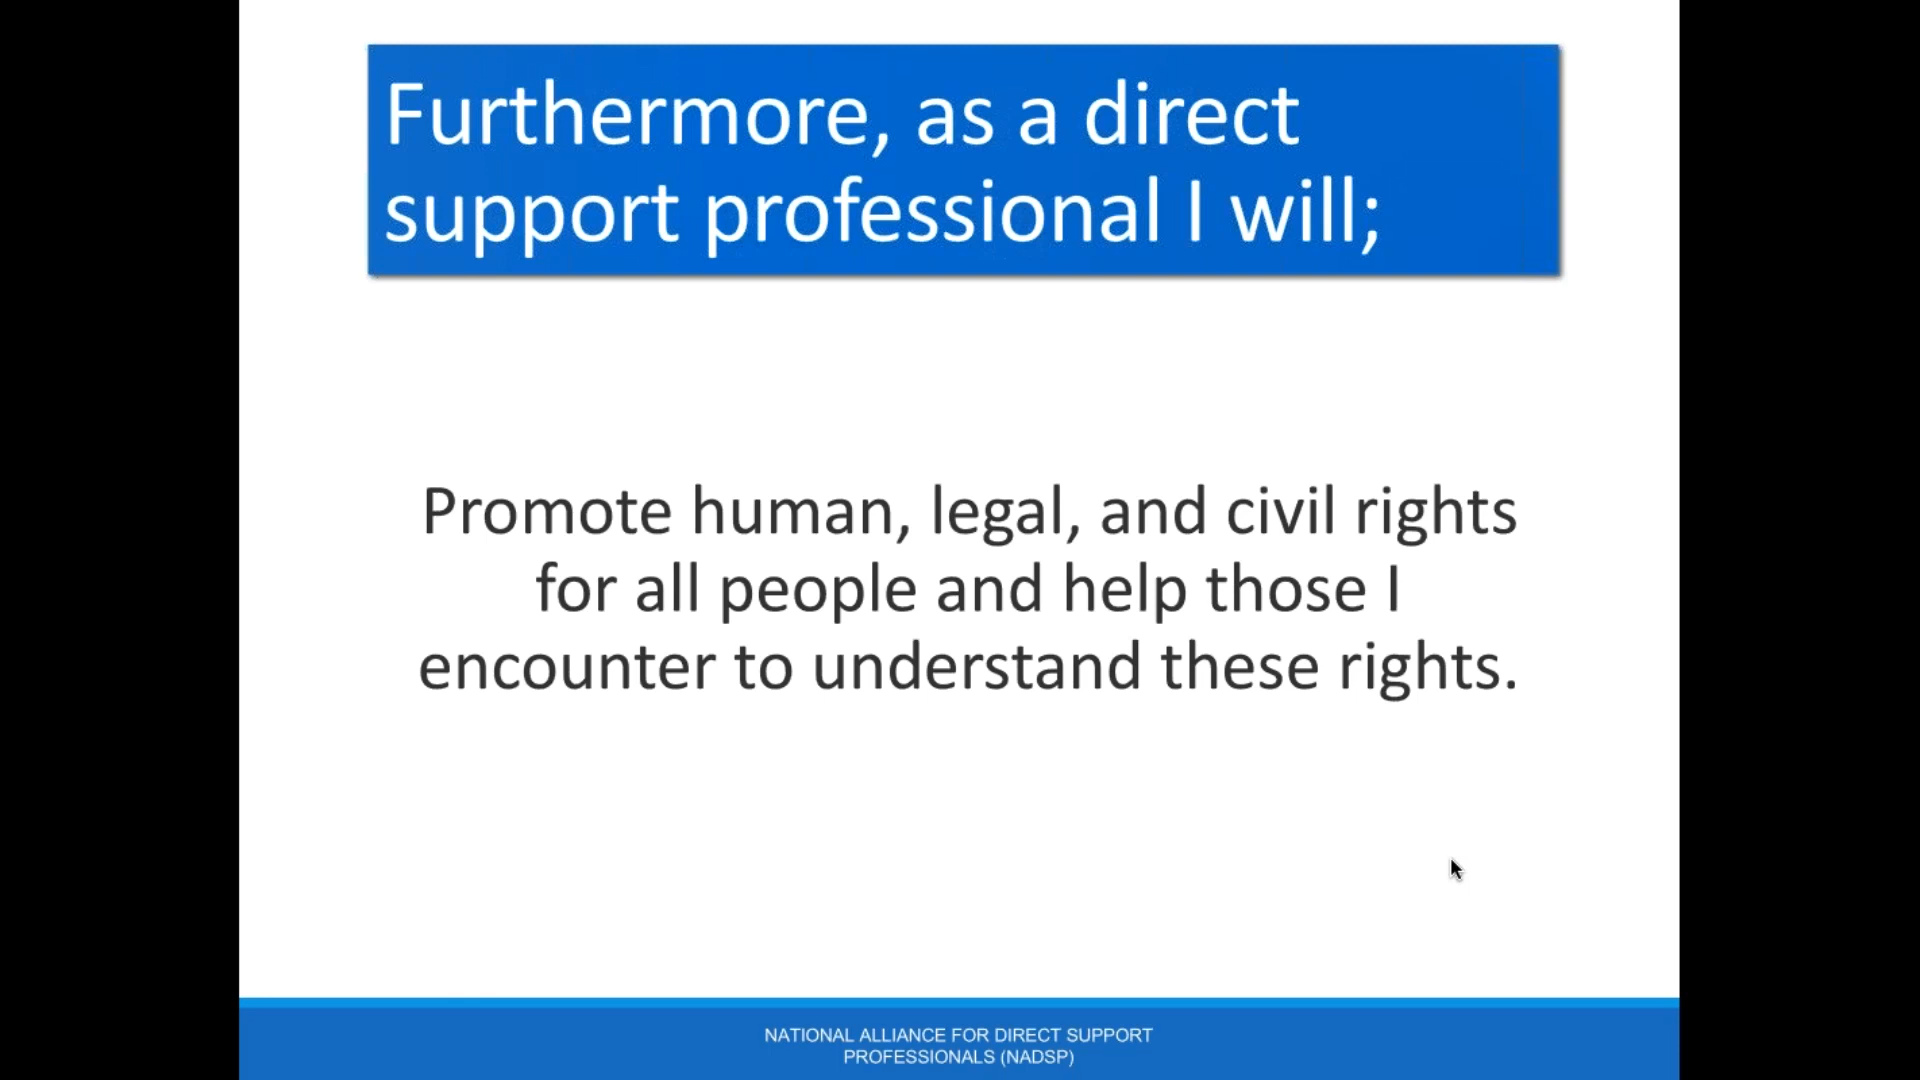 Furthermore, as a direct
support professional I will;
Promote human, legal, and civil rights
for all people and help those I
encounter to understand these rights.
NATIONAL ALLIANCE FOR DIRECT SUPPORT
PROFESSIONALS (NADSP)